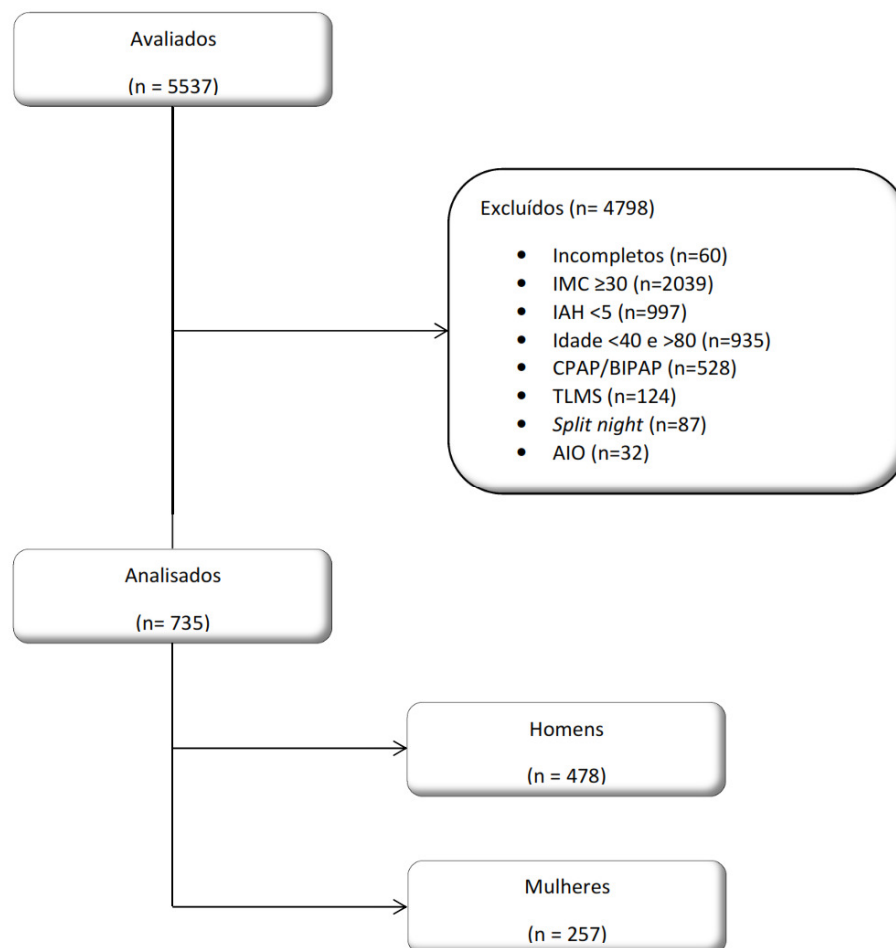 Avaliados
(n = 5537)
Excluídos (n= 4798)
• Incompletos (n=60)
• IMC ≥30 (n=2039)
• IAH <5 (n=997)
• Idade <40 e >80 (n=935)
• CPAP/BIPAP (n=528)
• TLMS (n=124)
• Split night (n=87)
• AIO (n=32)
Analisados
(n= 735)
Homens
(n = 478)
Mulheres
(n = 257)